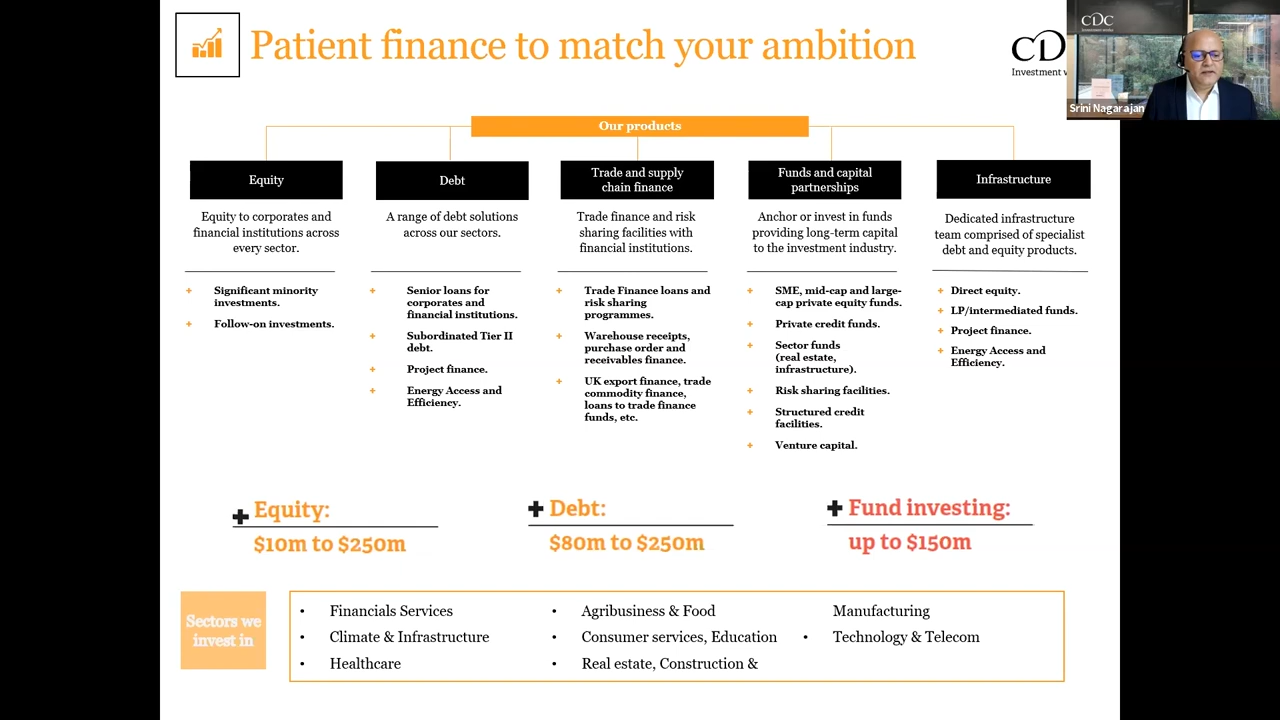 Patient finance to match your ambition
CD
Investment w
CDC
Srini Nagarajan
Our products
Equity
Equity to corporates and
financial institutions across
every sector.
+ Significant minority
investments.
+ Follow-on investments.
Debt
A range of debt solutions
across our sectors.
+ Senior loans for
corporates and
financial institutions.
+ Subordinated Tier II
debt.
+ Project finance.
+ Energy Access and
Efficiency.
Trade and supply
chain finance
Trade finance and risk
sharing facilities with
financial institutions.
+ Trade Finance loans and
risk sharing
programmes.
+ Warehouse receipts,
purchase order and
receivables finance.
+ UK export finance, trade
commodity finance,
loans to trade finance
funds, etc.
Funds and capital
partnerships
Anchor or invest in funds
providing long-term capital
to the investment industry.
+ SME, mid-cap and large-
cap private equity funds.
+ Private credit funds.
+ Sector funds
(real estate,
infrastructure).
+ Risk sharing facilities.
+ Structured credit
facilities.
+ Venture capital.
Infrastructure
Dedicated infrastructure
team comprised of specialist
debt and equity products.
+ Direct equity.
+ LP/intermediated funds.
+ Project finance.
+ Energy Access and
Efficiency.
+ Equity:
$10m to $250m
+ Debt:
$80m to $250m
+ Fund investing:
up to $150m
Sectors we
invest in
• Financials Services
• Climate & Infrastructure
• Healthcare
• Agribusiness & Food
• Consumer services, Education
• Real estate, Construction &
Manufacturing
• Technology & Telecom